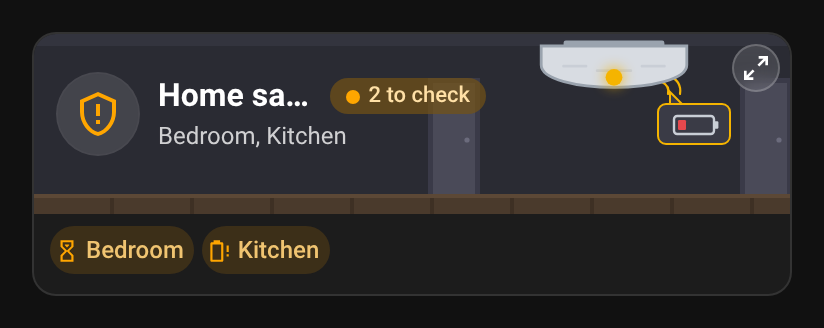 Home sa...
2 to check
Bedroom, Kitchen
Bedroom
Kitchen